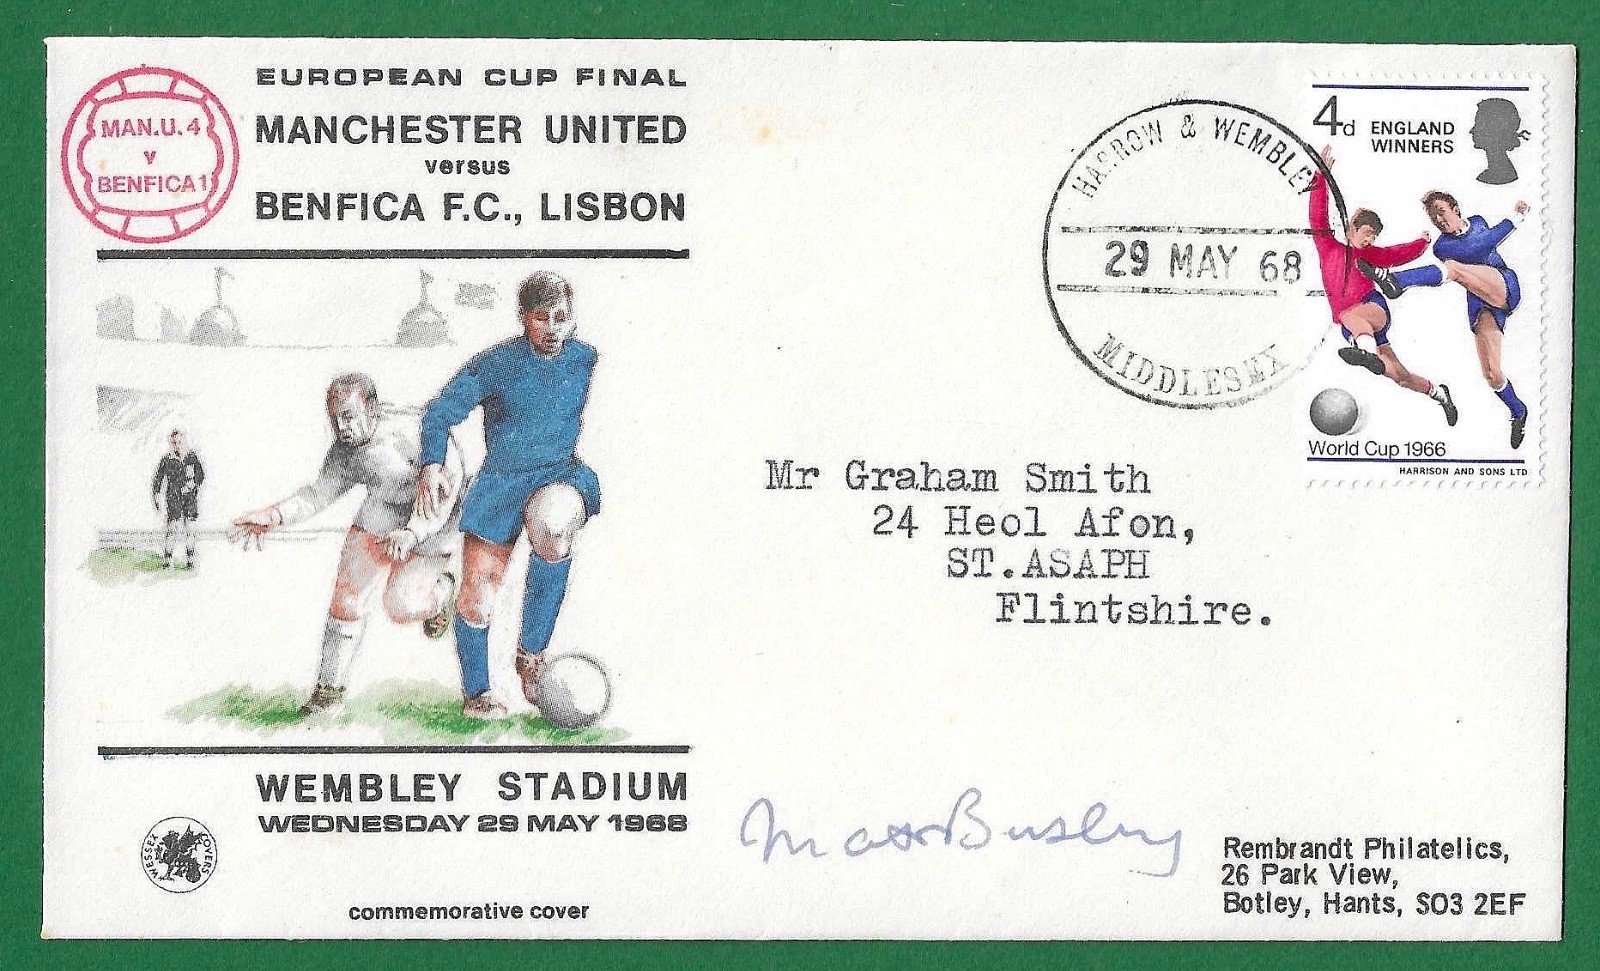 EUROPEAN CUP FINAL
MANCHESTER UNITED
versus
BENFICA F.C., LISBON
MAN.U. 4
v
BENFICA 1
HARROW & WEMBLEY
29 MAY 68
MIDDLESEX
4d ENGLAND
WINNERS
World Cup 1966
HARRISON AND SONS LTD
Mr Graham Smith
24 Heol Afon,
ST.ASAPH
Flintshire.
WEMBLEY STADIUM
WEDNESDAY 29 MAY 1968
WESSEX COVERS
commemorative cover
Matt Busby
Rembrandt Philatelics,
26 Park View,
Botley, Hants, SO3 2EF